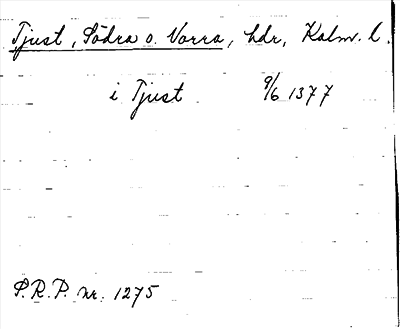 Tjust, Södra o. Norra, hdr, Kalm. l.
i Tjust 9/6 1377
S.R.P. nr. 1275